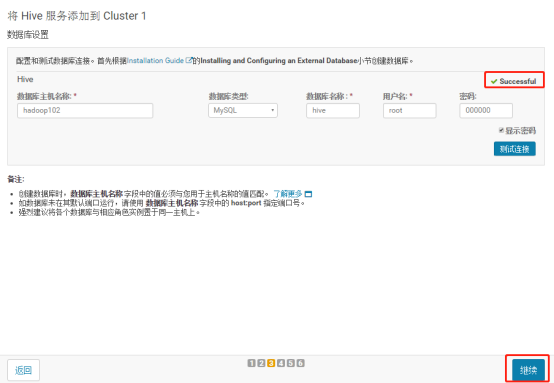 将 Hive 服务添加到 Cluster 1
数据库设置
配置和测试数据库连接。首先根据Installation Guide的Installing and Configuring an External Database小节创建数据库。
Hive
Successful
数据库主机名称: * 数据库类型: 数据库名称 : * 用户名: * 密码:
hadoop102 MySQL hive root 000000
显示密码
测试连接
备注:
创建数据库时，数据库主机名称 字段中的值必须与您用于主机名称的值匹配。 了解更多
如数据库未在其默认端口运行，请使用 数据库主机名称 字段中的 host:port 指定端口号。
强烈建议将各个数据库与相应角色实例置于同一主机上。
返回 1 2 3 4 5 6 继续